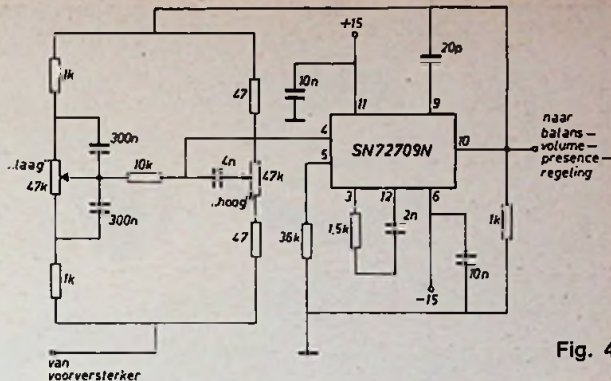 +15
1k
47
10n
20p
11
9
naar
balans—
volume—
presence—
regeling
300n
4
10
SN72709N
„laag"
47k
10k
4n
47k
5
„hoog"
3
12
6
300n
36k
1,5k
2n
1k
1k
47
10n
-15
Fig. 4
van
voorversterker